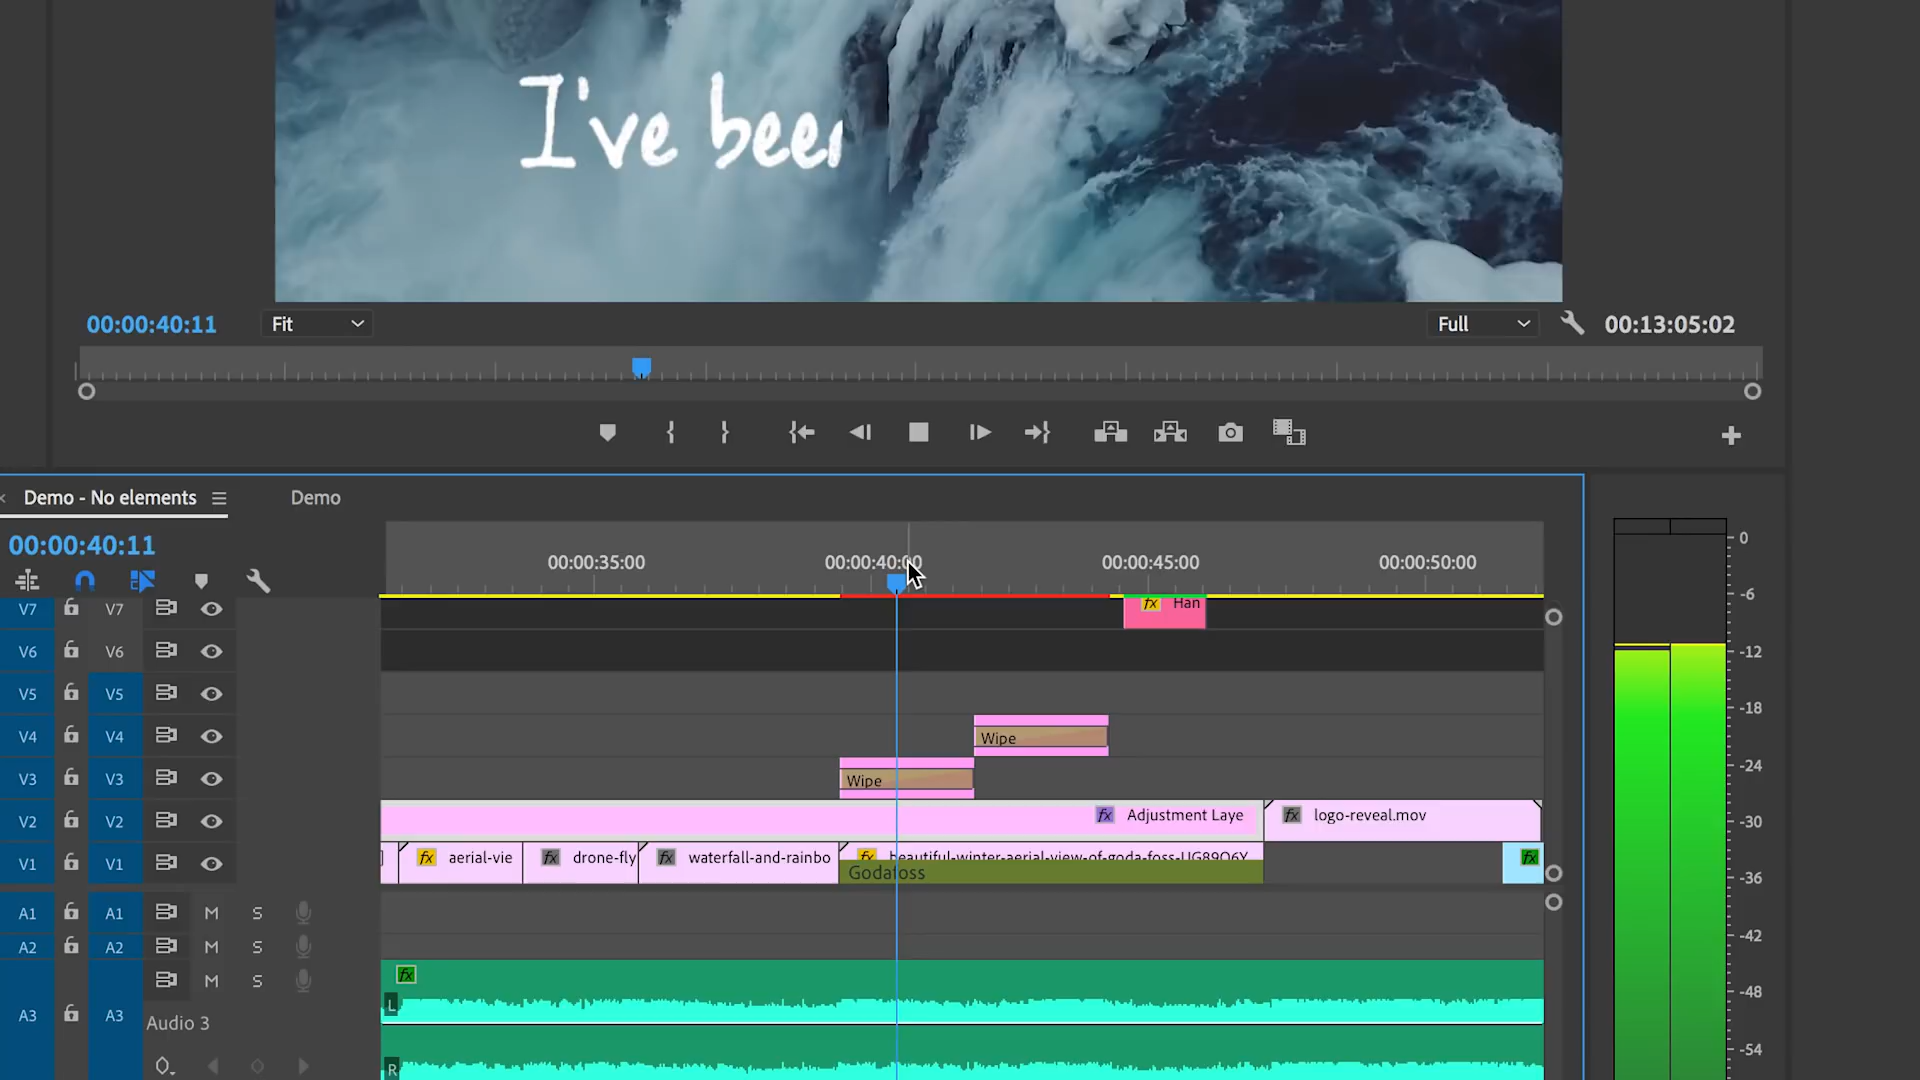 I've been
00:00:40:11
Fit
Full
00:13:05:02
Demo - No elements
Demo
00:00:40:11
00:00:35:00
00:00:40:00
00:00:45:00
00:00:50:00
V7
V7
fx
Han
V6
V6
V5
V5
V4
V4
Wipe
V3
V3
Wipe
V2
V2
fx
Adjustment Laye
fx
logo-reveal.mov
V1
V1
fx
aerial-vie
fx
drone-fly
fx
waterfall-and-rainbo
fx
beautiful-winter-aerial-view-of-goda-foss-UG89Q6Y
fx
Godafoss
A1
A1
M
S
A2
A2
M
S
M
S
fx
L
A3
A3
Audio 3
R
0
-6
-12
-18
-24
-30
-36
-42
-48
-54